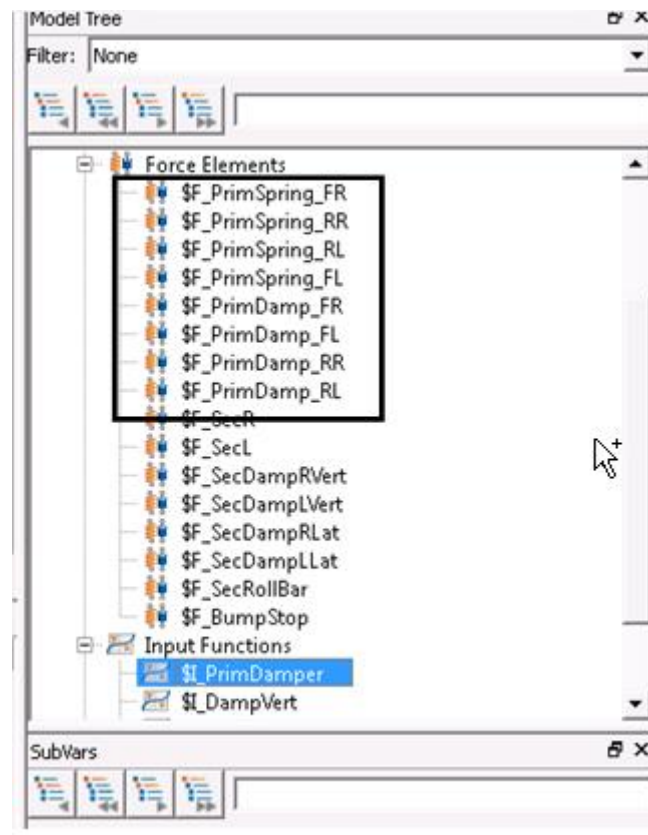 Model Tree
Filter: None
Force Elements
$F_PrimSpring_FR
$F_PrimSpring_RR
$F_PrimSpring_RL
$F_PrimSpring_FL
$F_PrimDamp_FR
$F_PrimDamp_FL
$F_PrimDamp_RR
$F_PrimDamp_RL
$F_SecR
$F_SecL
$F_SecDampRVert
$F_SecDampLVert
$F_SecDampRLat
$F_SecDampLLat
$F_SecRollBar
$F_BumpStop
Input Functions
$I_PrimDamper
$I_DampVert
SubVars